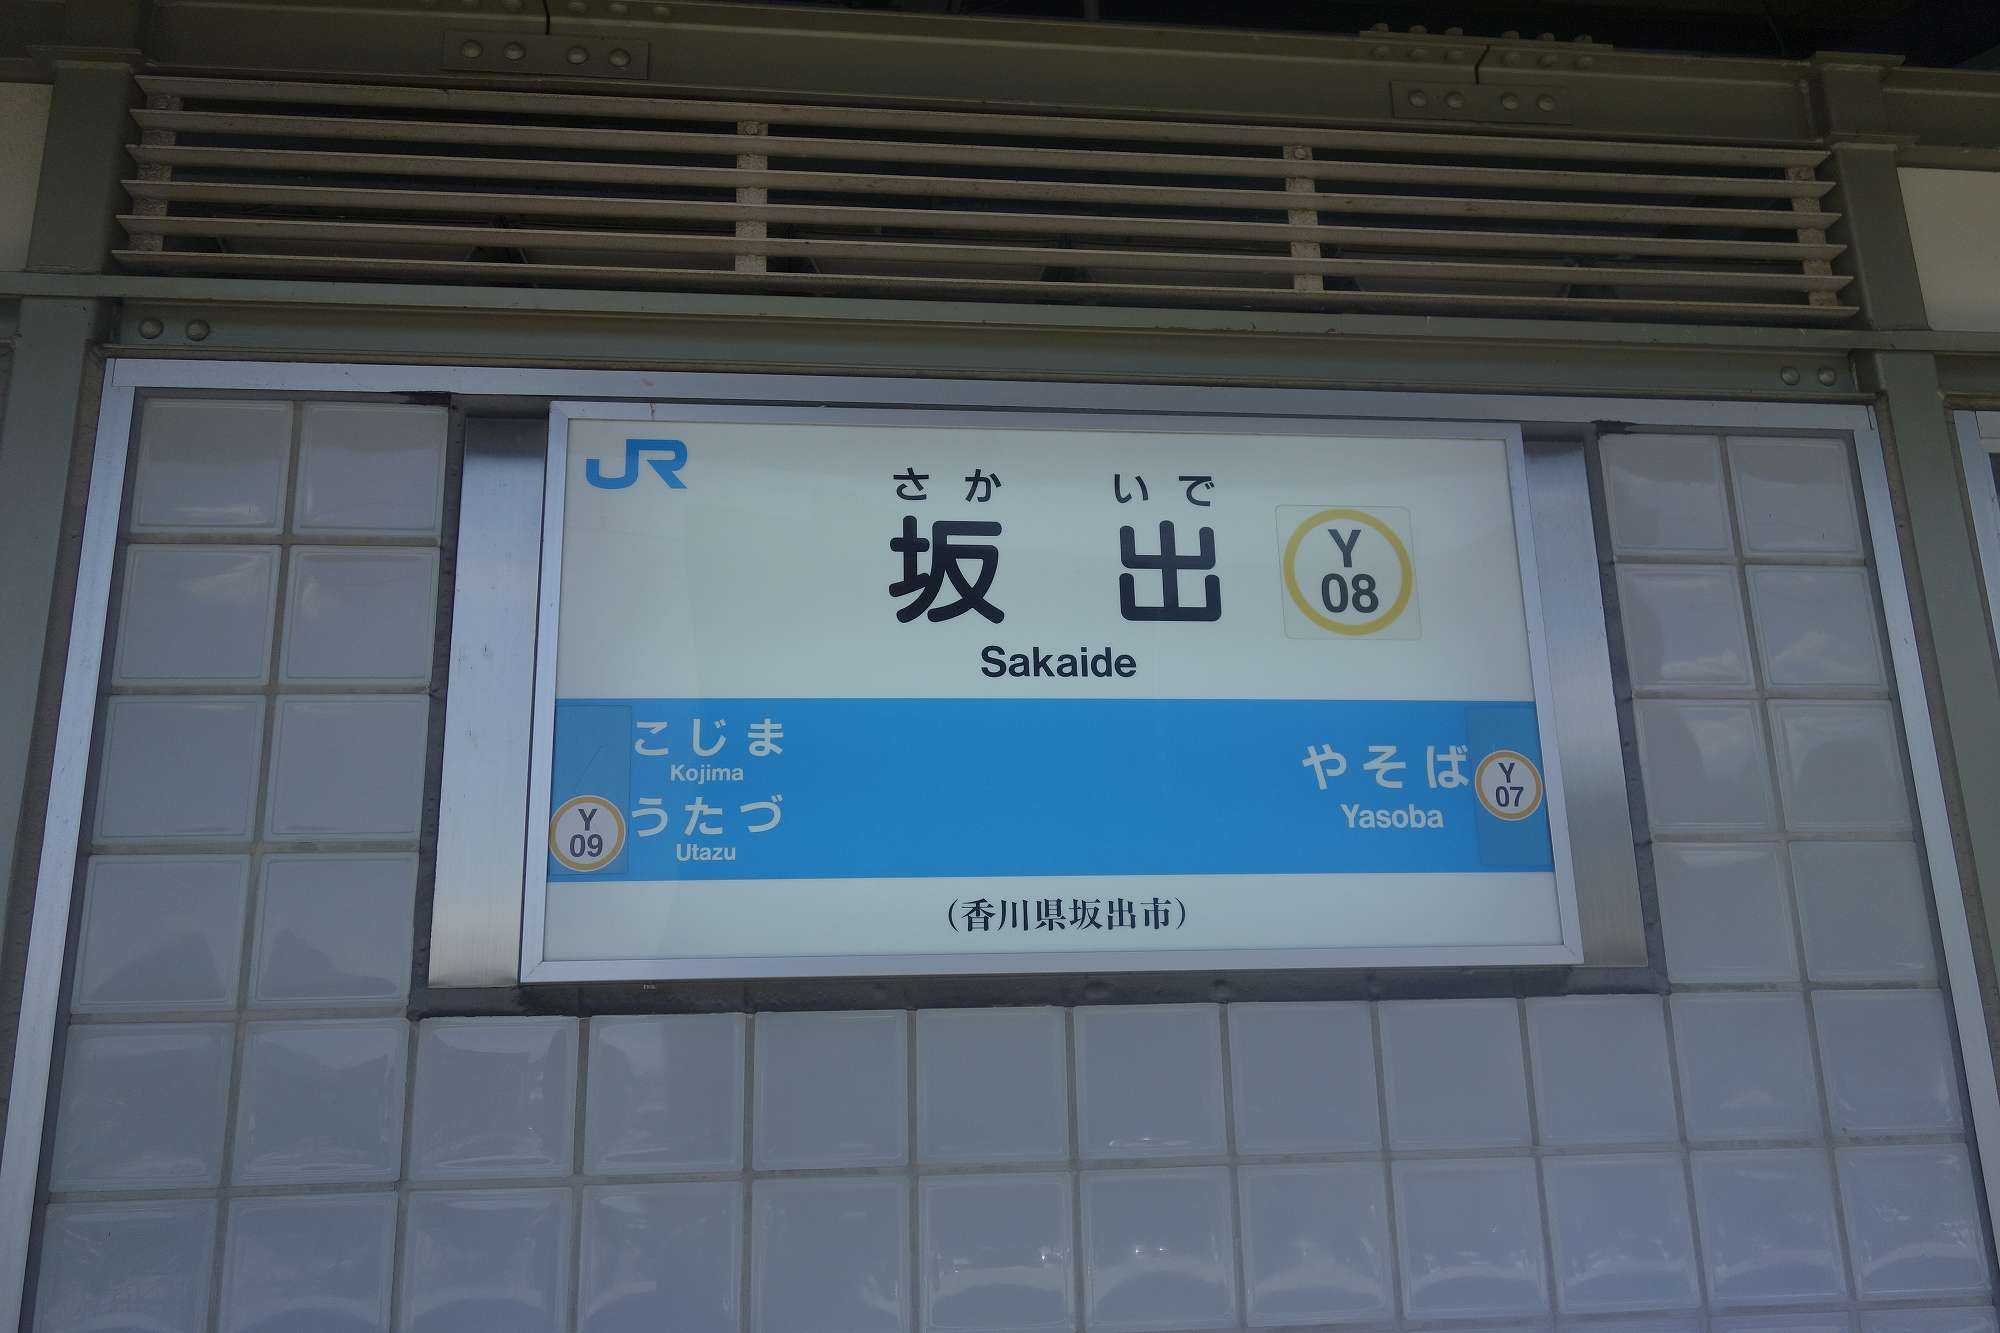 JR
さかいで
坂出
Y
08
Sakaide
こじま
Kojima
Y
09
うたづ
Utazu
やそば
Yasoba
Y
07
（香川県坂出市）